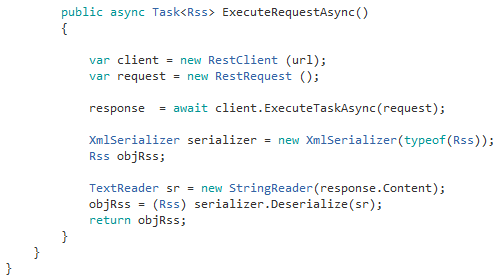 public async Task<Rss> ExecuteRequestAsync()
{
var client = new RestClient (url);
var request = new RestRequest ();
response  = await client.ExecuteTaskAsync(request);
XmlSerializer serializer = new XmlSerializer(typeof(Rss));
Rss objRss;
TextReader sr = new StringReader(response.Content);
objRss = (Rss) serializer.Deserialize(sr);
return objRss;
}
}
}